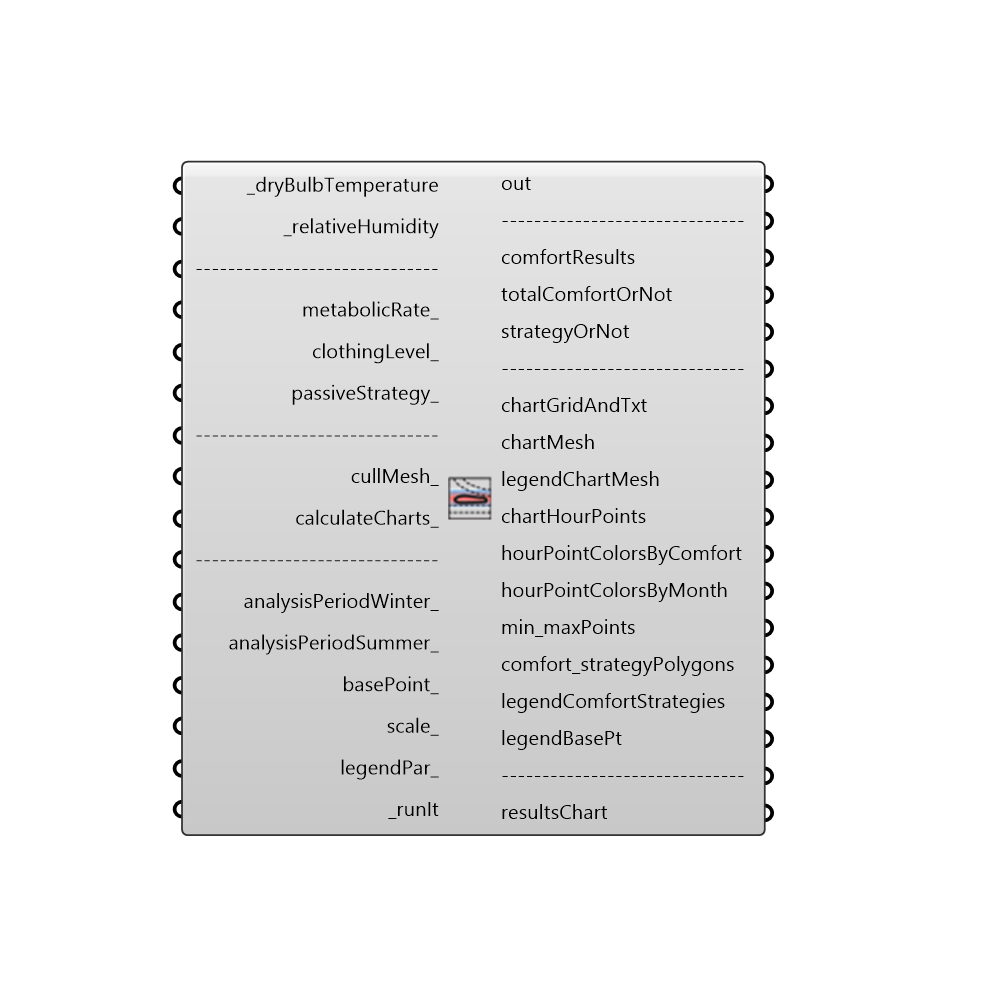 _dryBulbTemperature
_relativeHumidity
------------------------------
metabolicRate_
clothingLevel_
passiveStrategy_
------------------------------
cullMesh_
calculateCharts_
------------------------------
analysisPeriodWinter_
analysisPeriodSummer_
basePoint_
scale_
legendPar_
_runIt
out
------------------------------
comfortResults
totalComfortOrNot
strategyOrNot
------------------------------
chartGridAndTxt
chartMesh
legendChartMesh
chartHourPoints
hourPointColorsByComfort
hourPointColorsByMonth
min_maxPoints
comfort_strategyPolygons
legendComfortStrategies
legendBasePt
------------------------------
resultsChart